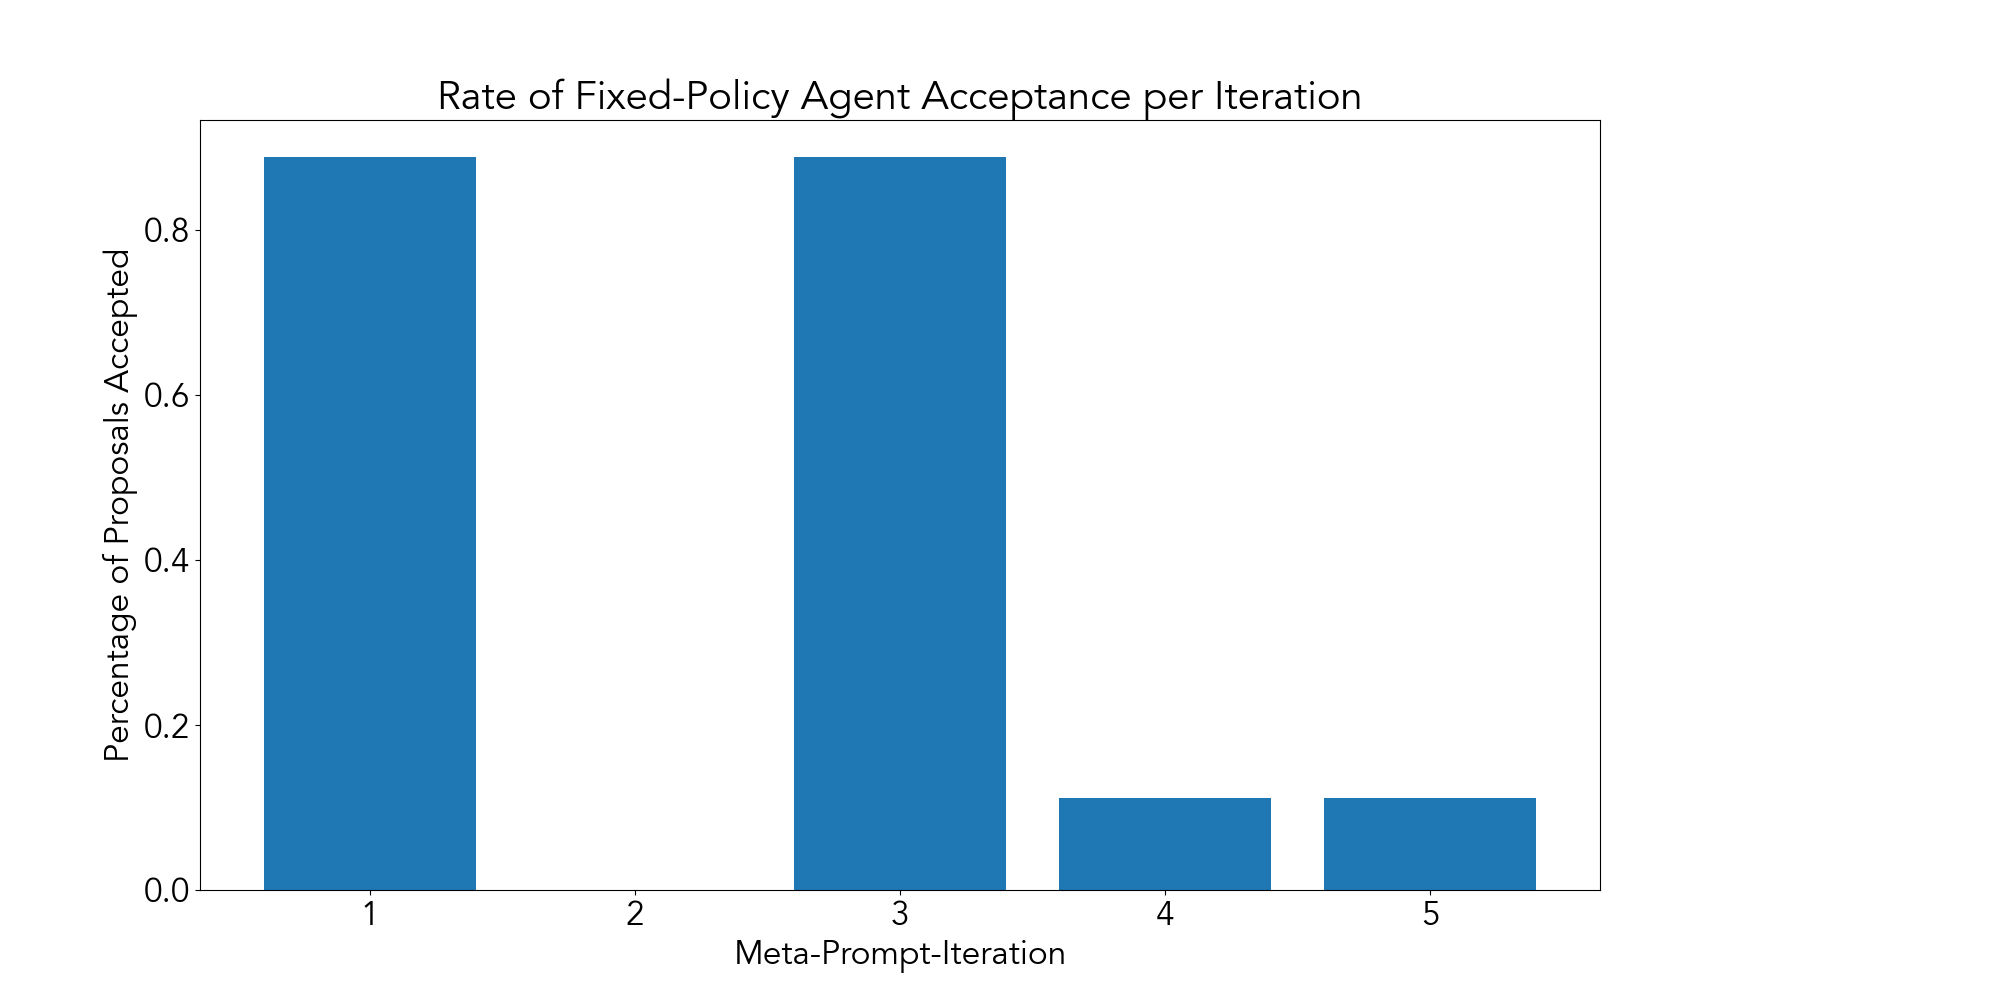 Rate of Fixed-Policy Agent Acceptance per Iteration
Percentage of Proposals Accepted
0.8
0.6
0.4
0.2
0.0
1 2 3 4 5
Meta-Prompt-Iteration